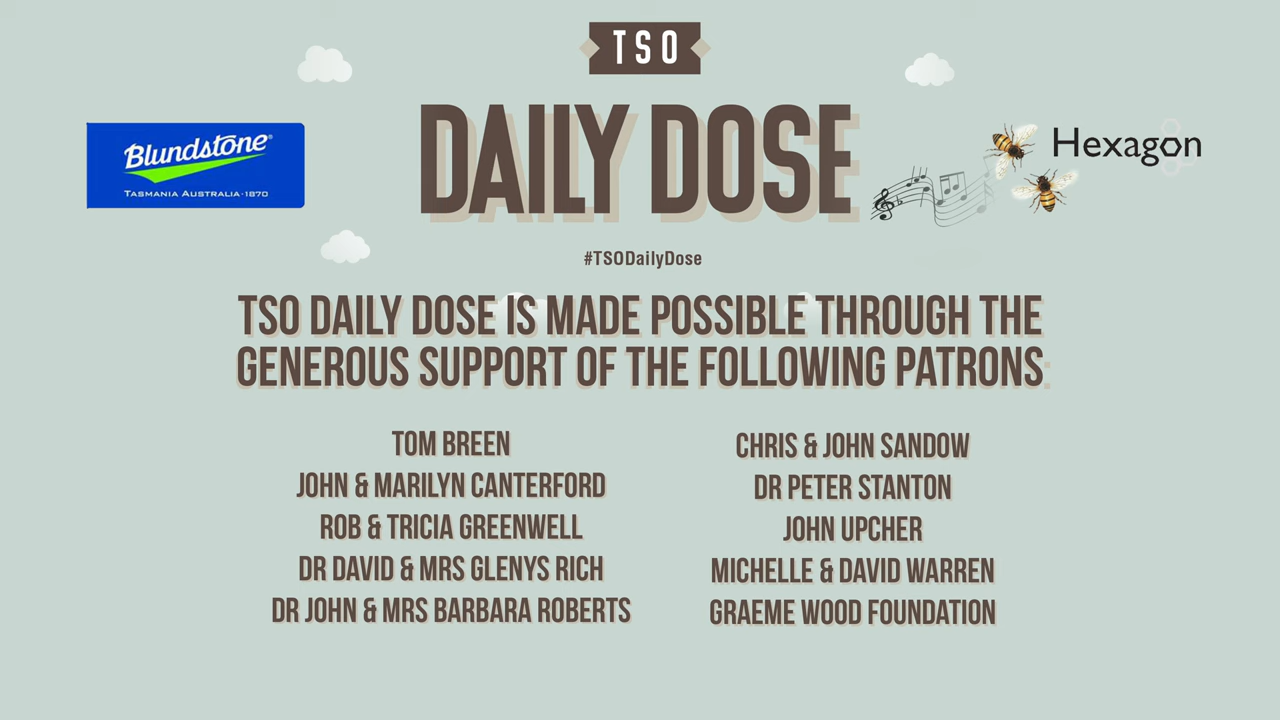 TSO
DAILY DOSE
Blundstone®
TASMANIA AUSTRALIA·1870
Hexagon
#TSODailyDose
TSO DAILY DOSE IS MADE POSSIBLE THROUGH THE
GENEROUS SUPPORT OF THE FOLLOWING PATRONS:
TOM BREEN
JOHN & MARILYN CANTERFORD
ROB & TRICIA GREENWELL
DR DAVID & MRS GLENYS RICH
DR JOHN & MRS BARBARA ROBERTS
CHRIS & JOHN SANDOW
DR PETER STANTON
JOHN UPCHER
MICHELLE & DAVID WARREN
GRAEME WOOD FOUNDATION